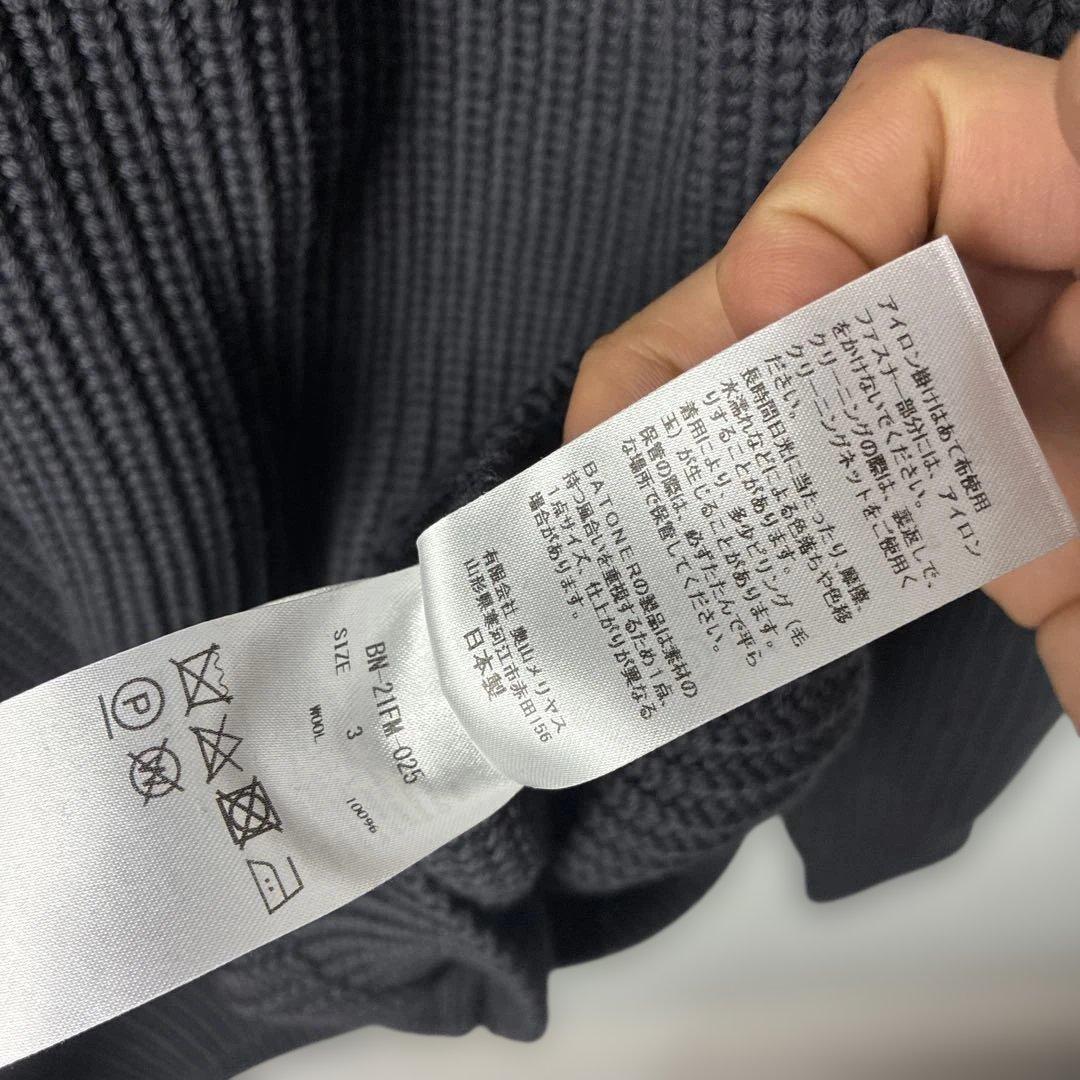 アイロン掛けはあて布使用
ファスナー部分には、アイロン
をかけないでください。
クリーニングの際は、裏返しで、
クリーニングネットをご使用く
ださい。
長時間日光に当たったり、摩擦、
水濡れなどによる色落ちや色移
りすることがあります。
着用により、多少ピリング（毛
玉）が生じることがあります。
保管の際は、必ずたたんで平ら
な場所で保管してください。
BATONERの製品は素材の
持つ風合いを重視するため1点、
1点サイズ、仕上がりが異なる
場合があります。
有限会社 奥山メリヤス
山形県寒河江市赤田156
日本製
BN-21FM-025
SIZE 3
WOOL 100%
P
W